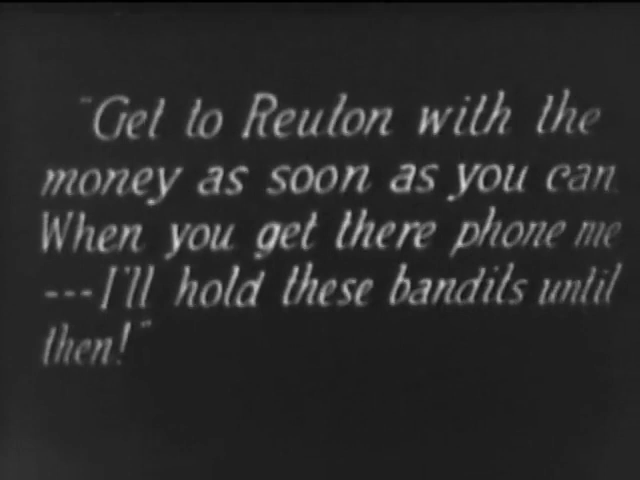 "Get to Reuton with the
money as soon as you can.
When you get there phone me
---I'll hold these bandits until
then!"